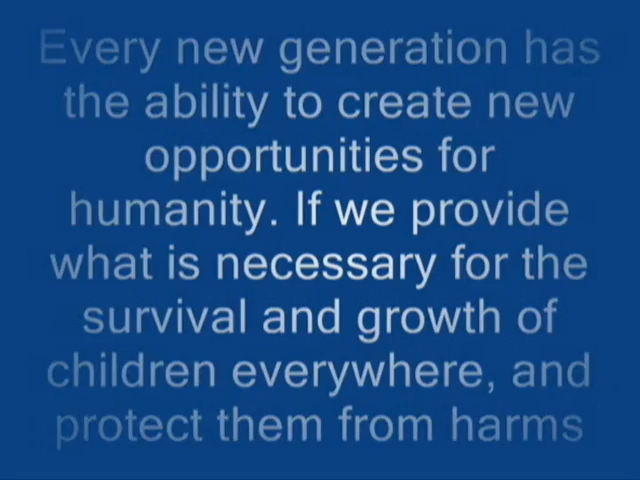 Every new generation has
the ability to create new
opportunities for
humanity. If we provide
what is necessary for the
survival and growth of
children everywhere, and
protect them from harms